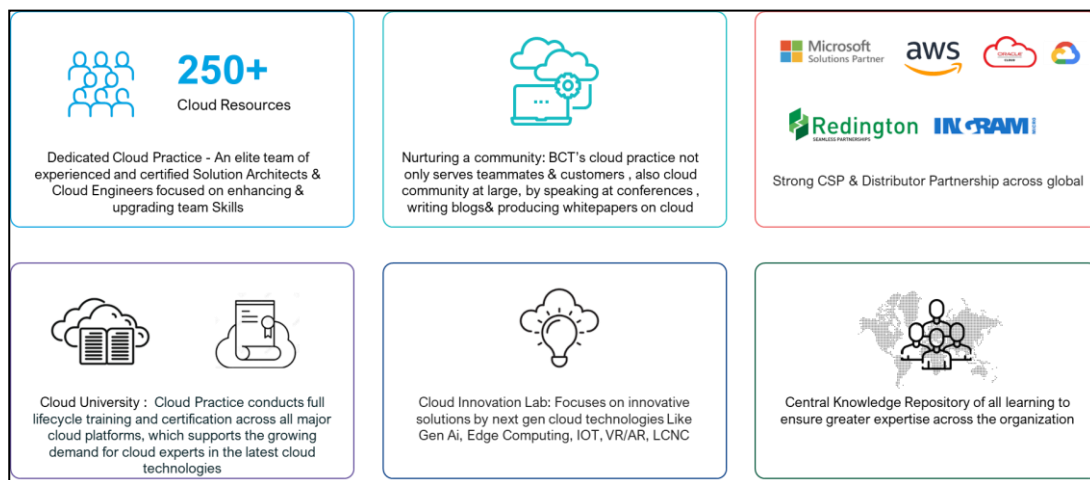 250+
Cloud Resources
Dedicated Cloud Practice - An elite team of
experienced and certified Solution Architects &
Cloud Engineers focused on enhancing &
upgrading team Skills
Nurturing a community: BCT's cloud practice not
only serves teammates & customers , also cloud
community at large, by speaking at conferences ,
writing blogs& producing whitepapers on cloud
Microsoft
Solutions Partner
aws
ORACLE
Redington
SEAMLESS PARTNERSHIPS
INGRAM
Strong CSP & Distributor Partnership across global
Cloud University : Cloud Practice conducts full
lifecycle training and certification across all major
cloud platforms, which supports the growing
demand for cloud experts in the latest cloud
technologies
Cloud Innovation Lab: Focuses on innovative
solutions by next gen cloud technologies Like
Gen Ai, Edge Computing, IOT, VR/AR, LCNC
Central Knowledge Repository of all learning to
ensure greater expertise across the organization